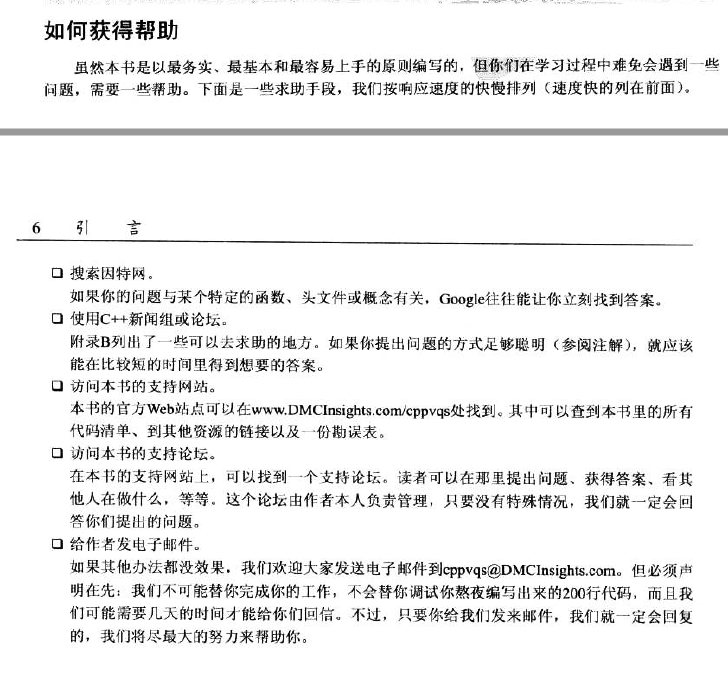 如何获得帮助
虽然本书是以最务实、最基本和最容易上手的原则编写的，但你们在学习过程中难免会遇到一些
问题，需要一些帮助。下面是一些求助手段，我们按响应速度的快慢排列（速度快的列在前面）。
6 引 言
❑ 搜索因特网。
如果你的问题与某个特定的函数、头文件或概念有关，Google往往能让你立刻找到答案。
❑ 使用C++新闻组或论坛。
附录B列出了一些可以去求助的地方。如果你提出问题的方式足够聪明（参阅注解），就应该
能在比较短的时间里得到想要的答案。
❑ 访问本书的支持网站。
本书的官方Web站点可以在www.DMCInsights.com/cppvqs处找到。其中可以查到本书里的所有
代码清单、到其他资源的链接以及一份勘误表。
❑ 访问本书的支持论坛。
在本书的支持网站上，可以找到一个支持论坛。读者可以在那里提出问题、获得答案、看其
他人在做什么，等等。这个论坛由作者本人负责管理，只要没有特殊情况，我们就一定会回
答你们提出的问题。
❑ 给作者发电子邮件。
如果其他办法都没效果，我们欢迎大家发送电子邮件到cppvqs@DMCInsights.com。但必须声
明在先：我们不可能替你完成你的工作，不会替你调试你熬夜编写出来的200行代码，而且我
们可能需要几天的时间才能给你们回信。不过，只要你给我们发来邮件，我们就一定会回复
的，我们将尽最大的努力来帮助你。